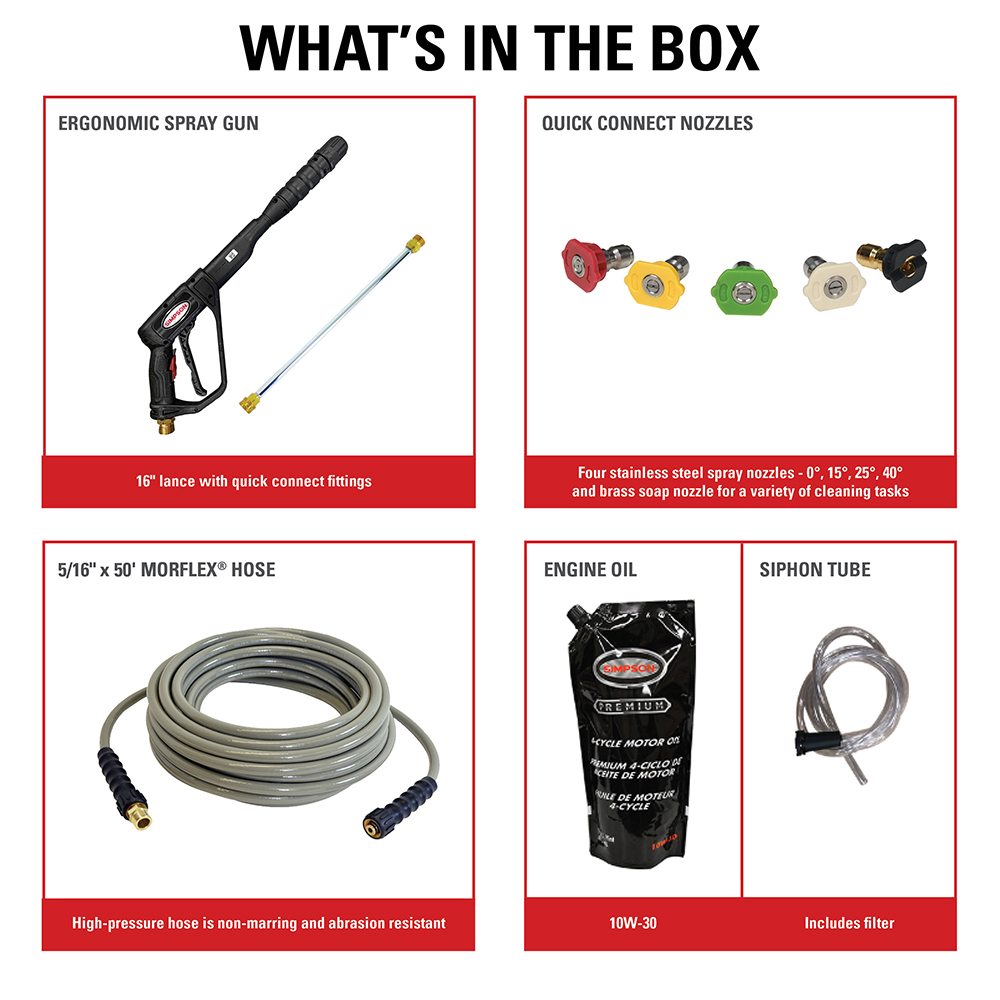 WHAT'S IN THE BOX
ERGONOMIC SPRAY GUN
SIMPSON
16" lance with quick connect fittings
QUICK CONNECT NOZZLES
Four stainless steel spray nozzles - 0°, 15°, 25°, 40°
and brass soap nozzle for a variety of cleaning tasks
5/16" x 50' MORFLEX® HOSE
High-pressure hose is non-marring and abrasion resistant
ENGINE OIL
SIMPSON
PREMIUM
4-CYCLE MOTOR OIL
PREMIUM 4-CICLO DE
ACEITE DE MOTOR
HUILE DE MOTEUR
4-CYCLE
10W-30
10W-30
SIPHON TUBE
Includes filter